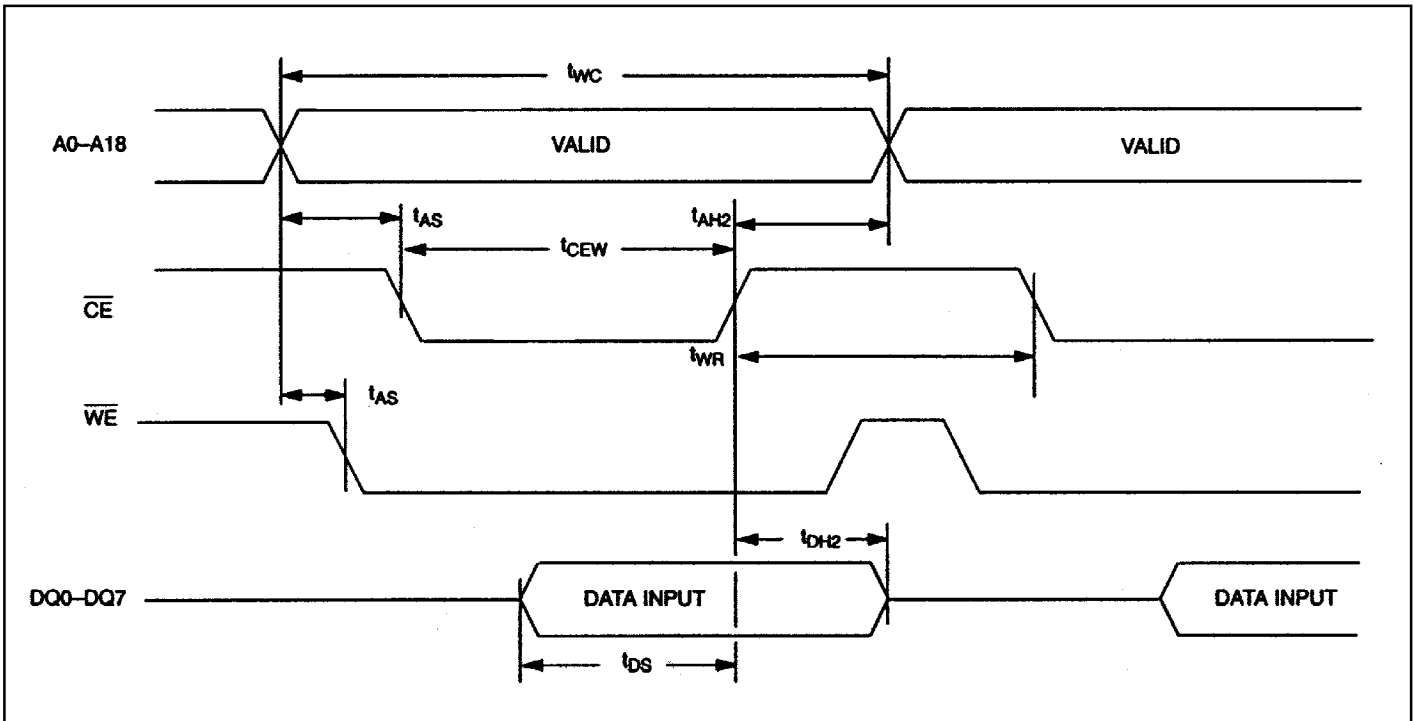 tWC
A0–A18
VALID
VALID
tAS
tAH2
tCEW
CE
tWR
tAS
WE
tDH2
DQ0–DQ7
DATA INPUT
DATA INPUT
tDS